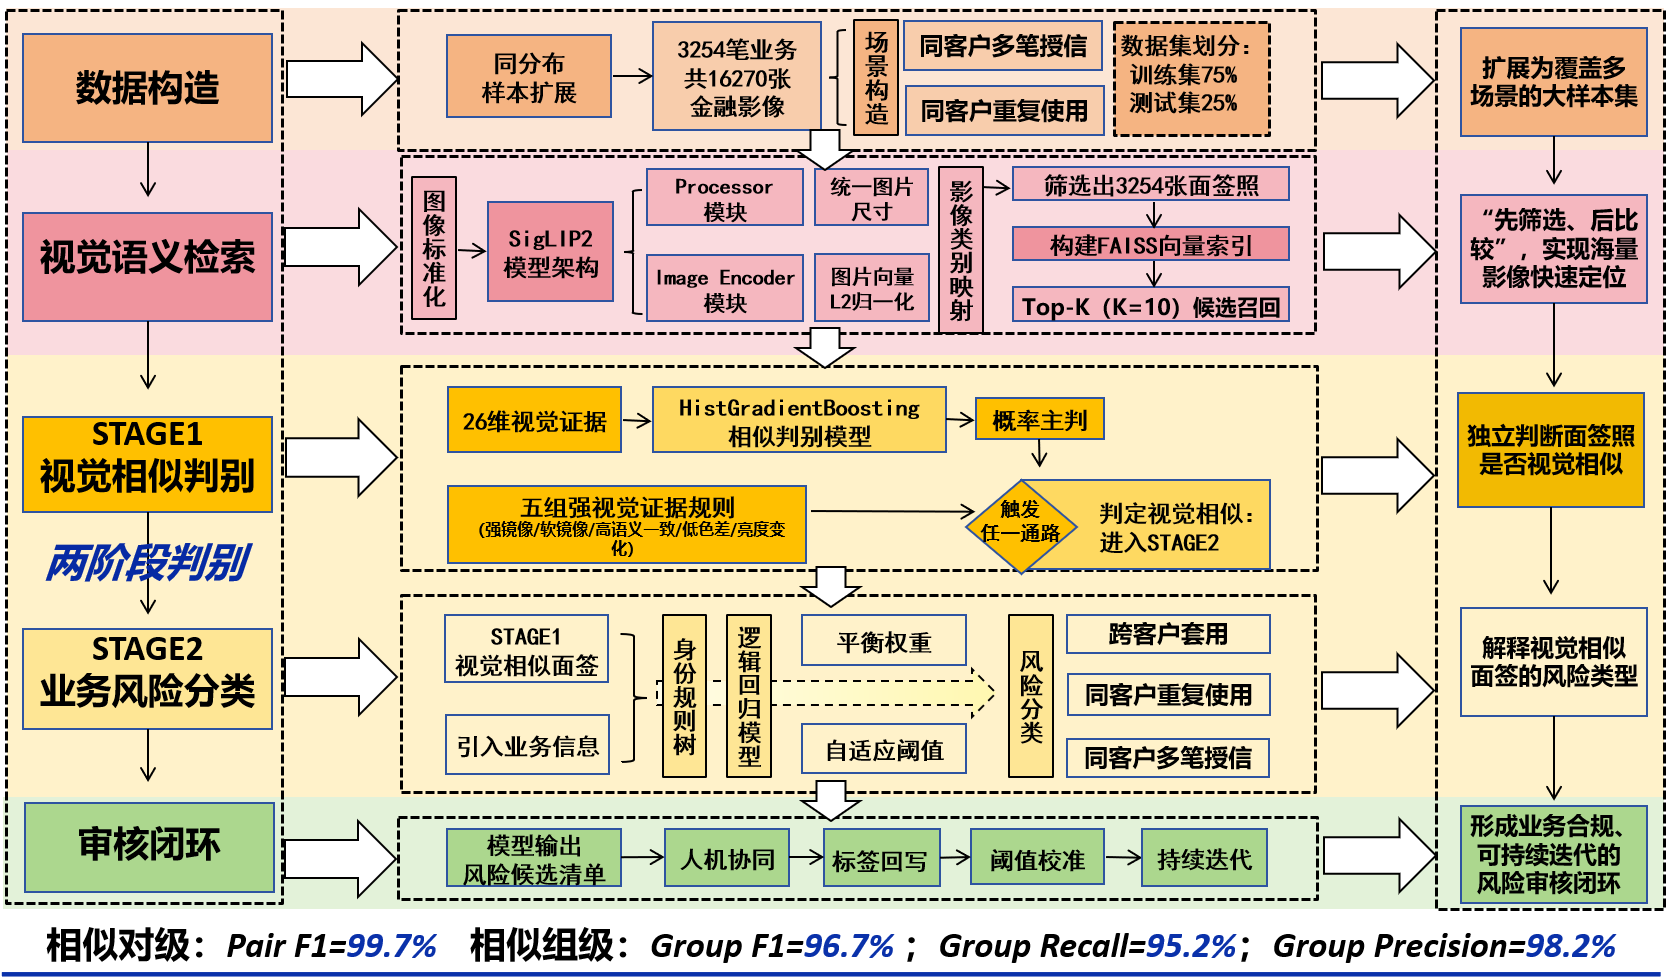 数据构造
同分布
样本扩展
3254笔业务
共16270张
金融影像
场景构造
同客户多笔授信
同客户重复使用
数据集划分：
训练集75%
测试集25%
扩展为覆盖多
场景的大样本集
视觉语义检索
图像标准化
SigLIP2
模型架构
Processor
模块
Image Encoder
模块
统一图片
尺寸
图片向量
L2归一化
影像类别映射
筛选出3254张面签照
构建FAISS向量索引
Top-K（K=10）候选召回
“先筛选、后比
较”，实现海量
影像快速定位
STAGE1
视觉相似判别
26维视觉证据
HistGradientBoosting
相似判别模型
概率主判
五组强视觉证据规则
(强镜像/软镜像/高语义一致/低色差/亮度变
化)
触发
任一通路
判定视觉相似：
进入STAGE2
独立判断面签照
是否视觉相似
两阶段判别
STAGE2
业务风险分类
STAGE1
视觉相似面签
引入业务信息
身份规则树
逻辑回归模型
平衡权重
自适应阈值
风险分类
跨客户套用
同客户重复使用
同客户多笔授信
解释视觉相似
面签的风险类型
审核闭环
模型输出
风险候选清单
人机协同
标签回写
阈值校准
持续迭代
形成业务合规、
可持续迭代的
风险审核闭环
相似对级：Pair F1=99.7% 相似组级：Group F1=96.7%；Group Recall=95.2%；Group Precision=98.2%